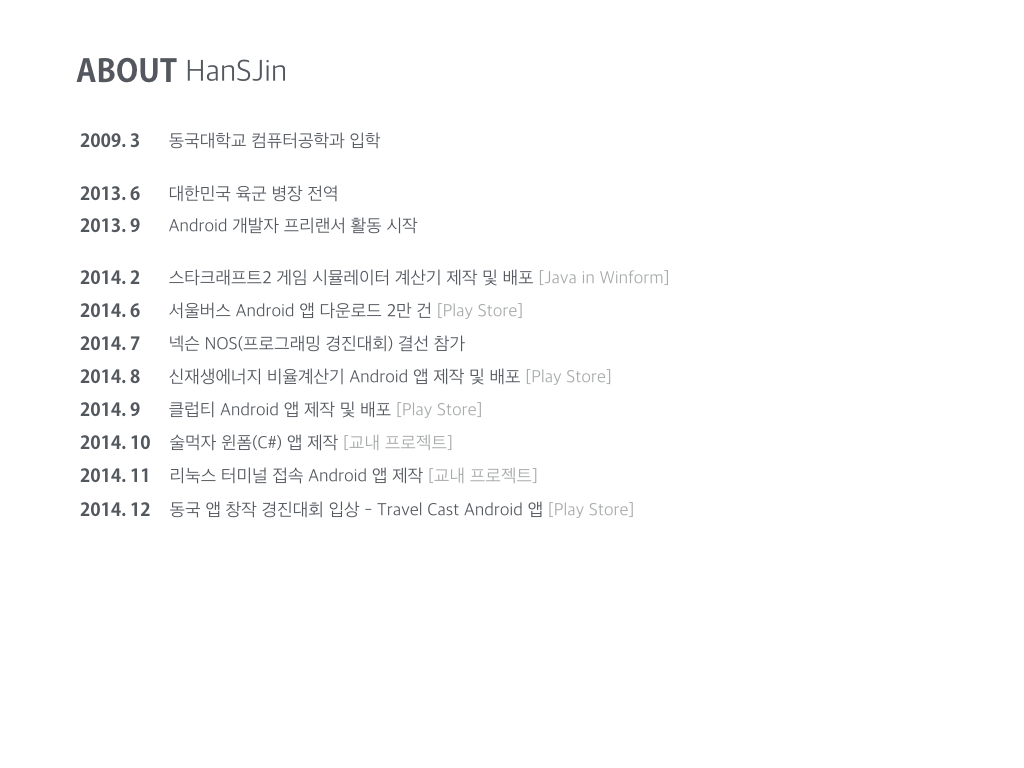 ABOUT HanSJin
2009. 3 동국대학교 컴퓨터공학과 입학
2013. 6 대한민국 육군 병장 전역
2013. 9 Android 개발자 프리랜서 활동 시작
2014. 2 스타크래프트2 게임 시뮬레이터 계산기 제작 및 배포 [Java in Winform]
2014. 6 서울버스 Android 앱 다운로드 2만 건 [Play Store]
2014. 7 넥슨 NOS(프로그래밍 경진대회) 결선 참가
2014. 8 신재생에너지 비율계산기 Android 앱 제작 및 배포 [Play Store]
2014. 9 클럽티 Android 앱 제작 및 배포 [Play Store]
2014. 10 술먹자 윈폼(C#) 앱 제작 [교내 프로젝트]
2014. 11 리눅스 터미널 접속 Android 앱 제작 [교내 프로젝트]
2014. 12 동국 앱 창작 경진대회 입상 - Travel Cast Android 앱 [Play Store]